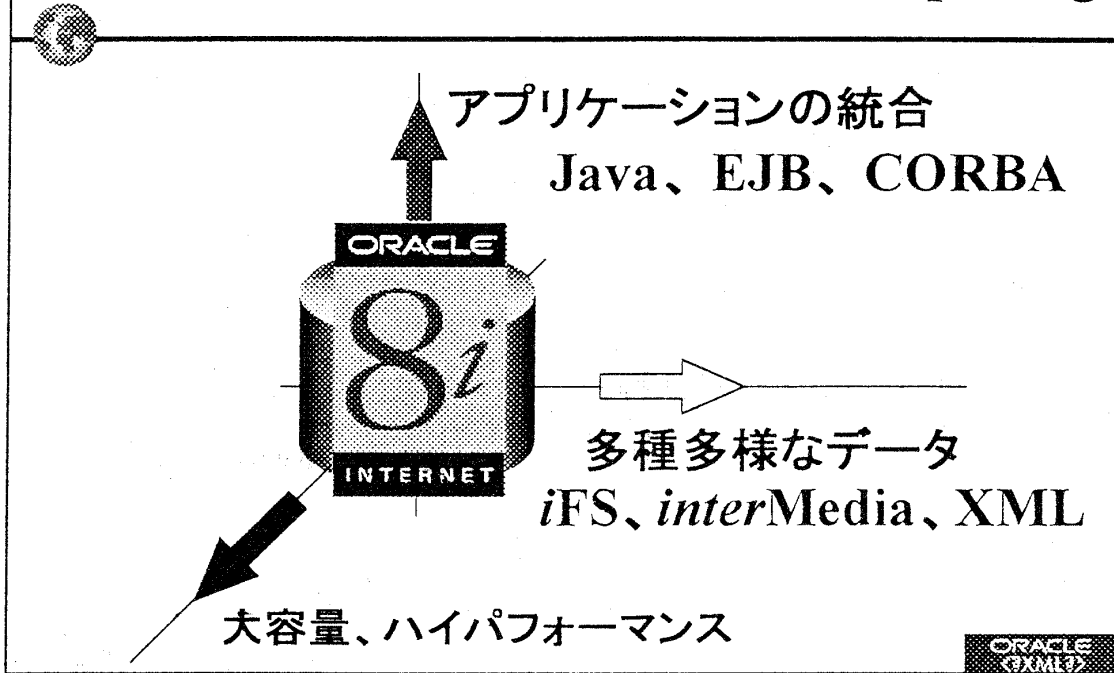 アプリケーションの統合
Java、EJB、CORBA
ORACLE
8i
INTERNET
多種多様なデータ
iFS、interMedia、XML
大容量、ハイパフォーマンス
ORACLE
<?XML?>